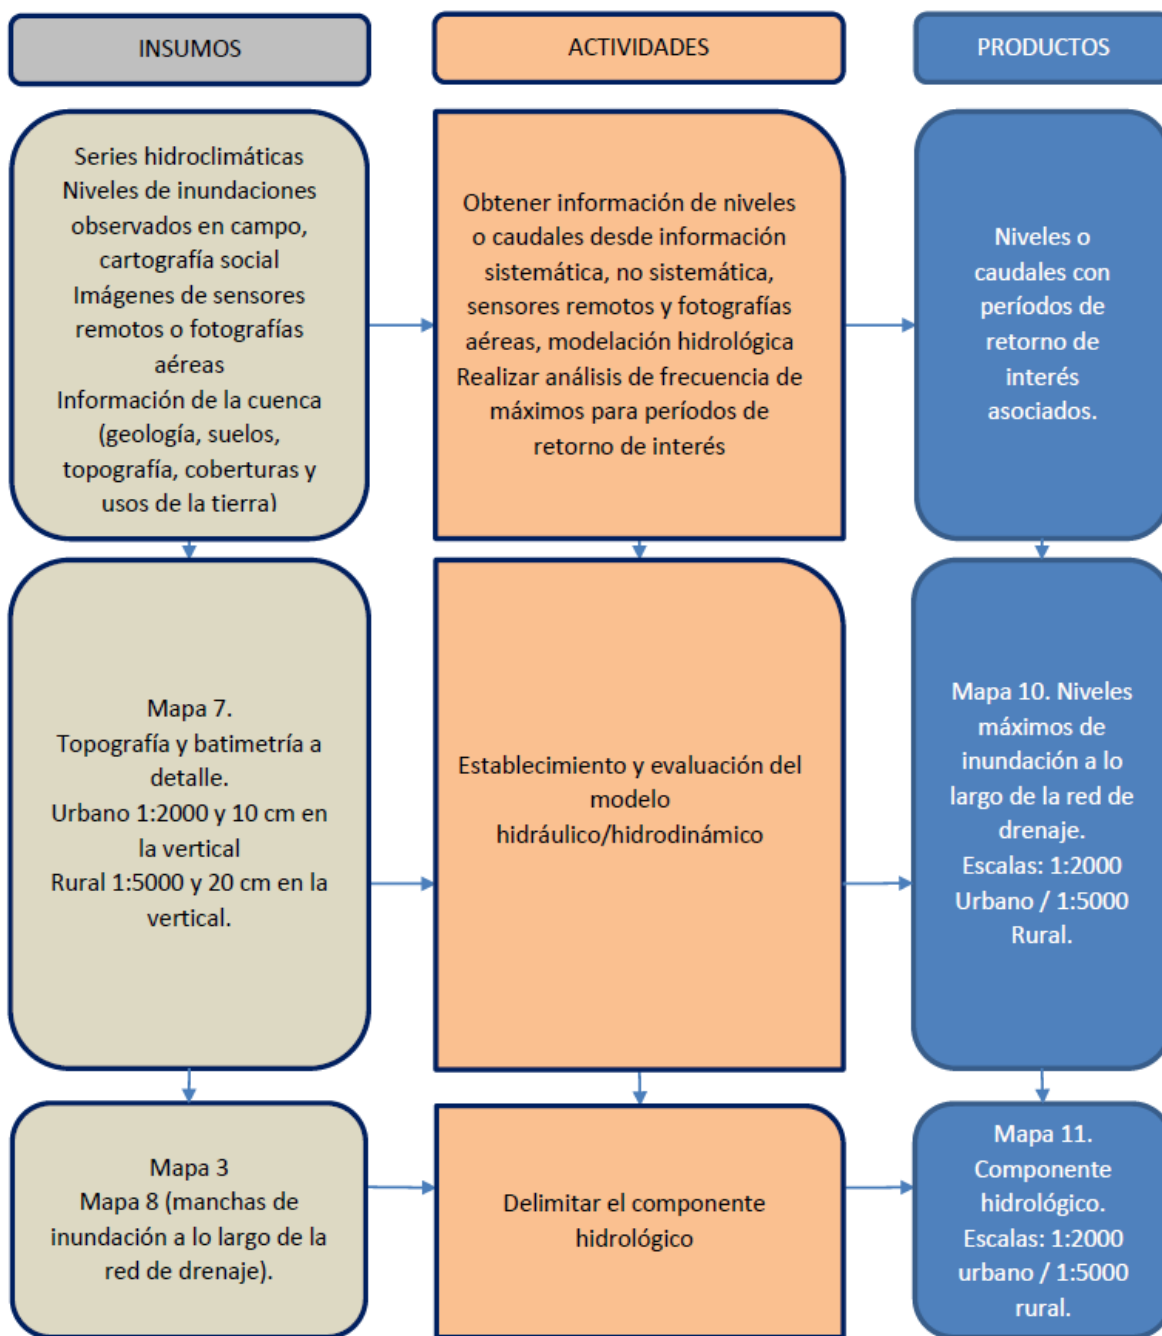 INSUMOS
ACTIVIDADES
PRODUCTOS
Series hidroclimáticas
Niveles de inundaciones
observados en campo,
cartografía social
Imágenes de sensores
remotos o fotografías
aéreas
Información de la cuenca
(geología, suelos,
topografía, coberturas y
usos de la tierra)
Obtener información de niveles
o caudales desde información
sistemática, no sistemática,
sensores remotos y fotografías
aéreas, modelación hidrológica
Realizar análisis de frecuencia de
máximos para períodos de
retorno de interés
Niveles o
caudales con
períodos de
retorno de
interés
asociados.
Mapa 7.
Topografía y batimetría a
detalle.
Urbano 1:2000 y 10 cm en
la vertical
Rural 1:5000 y 20 cm en la
vertical.
Establecimiento y evaluación del
modelo
hidráulico/hidrodinámico
Mapa 10. Niveles
máximos de
inundación a lo
largo de la red de
drenaje.
Escalas: 1:2000
Urbano / 1:5000
Rural.
Mapa 3
Mapa 8 (manchas de
inundación a lo largo de la
red de drenaje).
Delimitar el componente
hidrológico
Mapa 11.
Componente
hidrológico.
Escalas: 1:2000
urbano / 1:5000
rural.